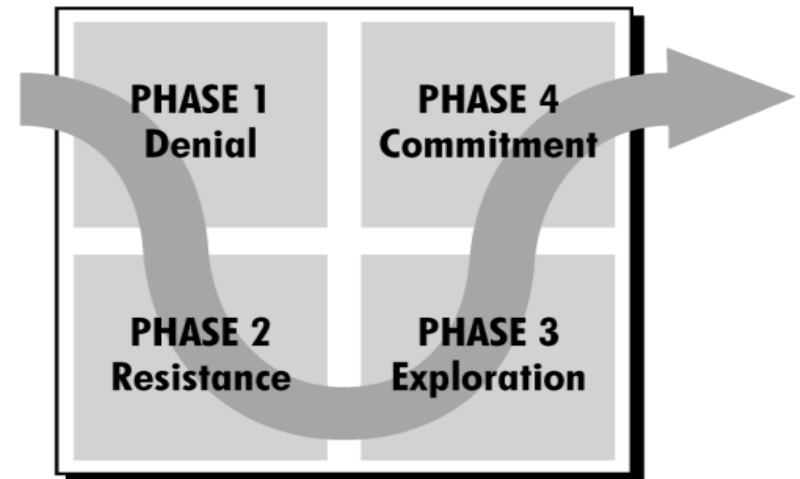 PHASE 1
Denial
PHASE 2
Resistance
PHASE 3
Exploration
PHASE 4
Commitment